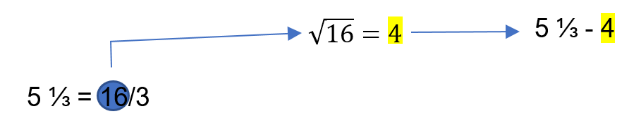 √16 = 4
5 ⅓ - 4
5 ⅓ = 16/3